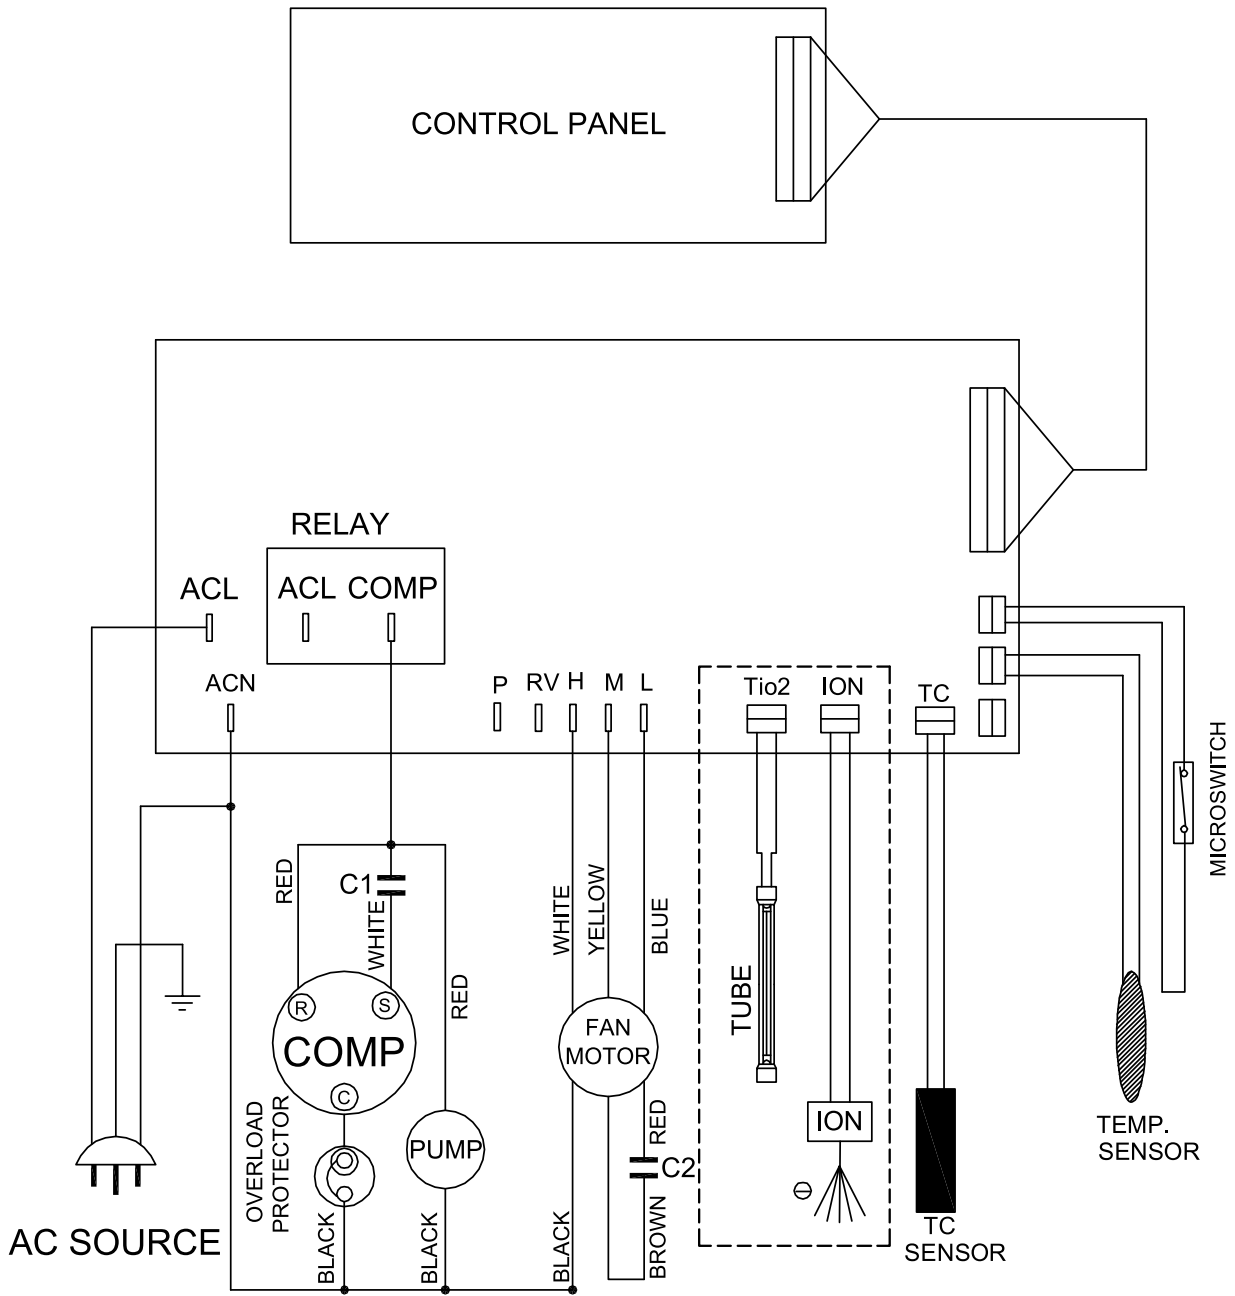 CONTROL PANEL
RELAY
ACL
ACL COMP
ACN
P
RV
H
M
L
Tio2
ION
TC
MICROSWITCH
RED
C1
WHITE
RED
WHITE
YELLOW
BLUE
TUBE
R
S
COMP
C
FAN
MOTOR
OVERLOAD
PROTECTOR
PUMP
RED
C2
ION
TEMP.
SENSOR
AC SOURCE
BLACK
BLACK
BLACK
BROWN
TC
SENSOR